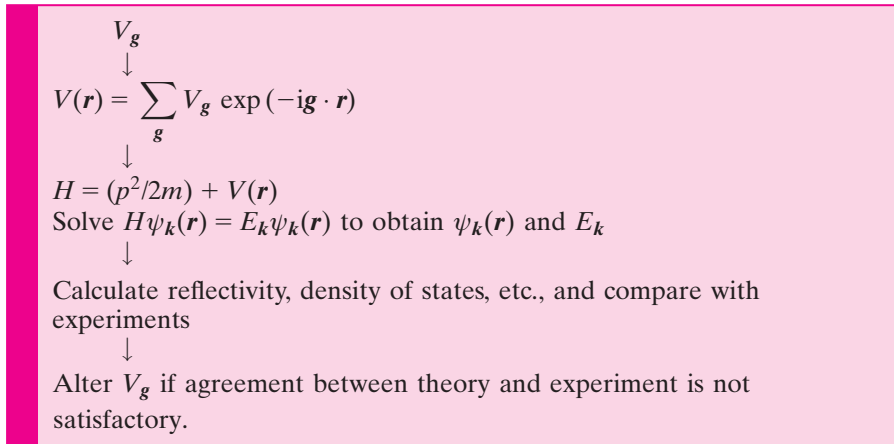 V_g
↓
V(r) = ∑_g V_g exp (−ig · r)
↓
H = (p²/2m) + V(r)
Solve Hψ_k(r) = E_kψ_k(r) to obtain ψ_k(r) and E_k
↓
Calculate reflectivity, density of states, etc., and compare with
experiments
↓
Alter V_g if agreement between theory and experiment is not
satisfactory.